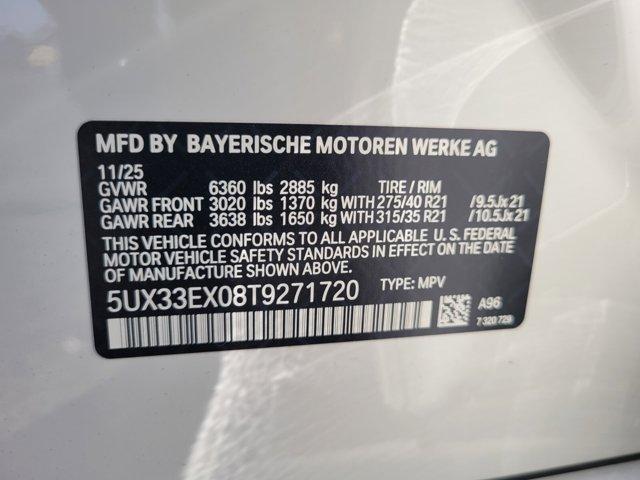 MFD BY BAYERISCHE MOTOREN WERKE AG
11/25
GVWR 6360 lbs 2885 kg TIRE / RIM
GAWR FRONT 3020 lbs 1370 kg WITH 275/40 R21 /9.5Jx21
GAWR REAR 3638 lbs 1650 kg WITH 315/35 R21 /10.5Jx21
THIS VEHICLE CONFORMS TO ALL APPLICABLE U. S. FEDERAL
MOTOR VEHICLE SAFETY STANDARDS IN EFFECT ON THE DATE
OF MANUFACTURE SHOWN ABOVE.
5UX33EX08T9271720 TYPE: MPV
A96
7 320 729